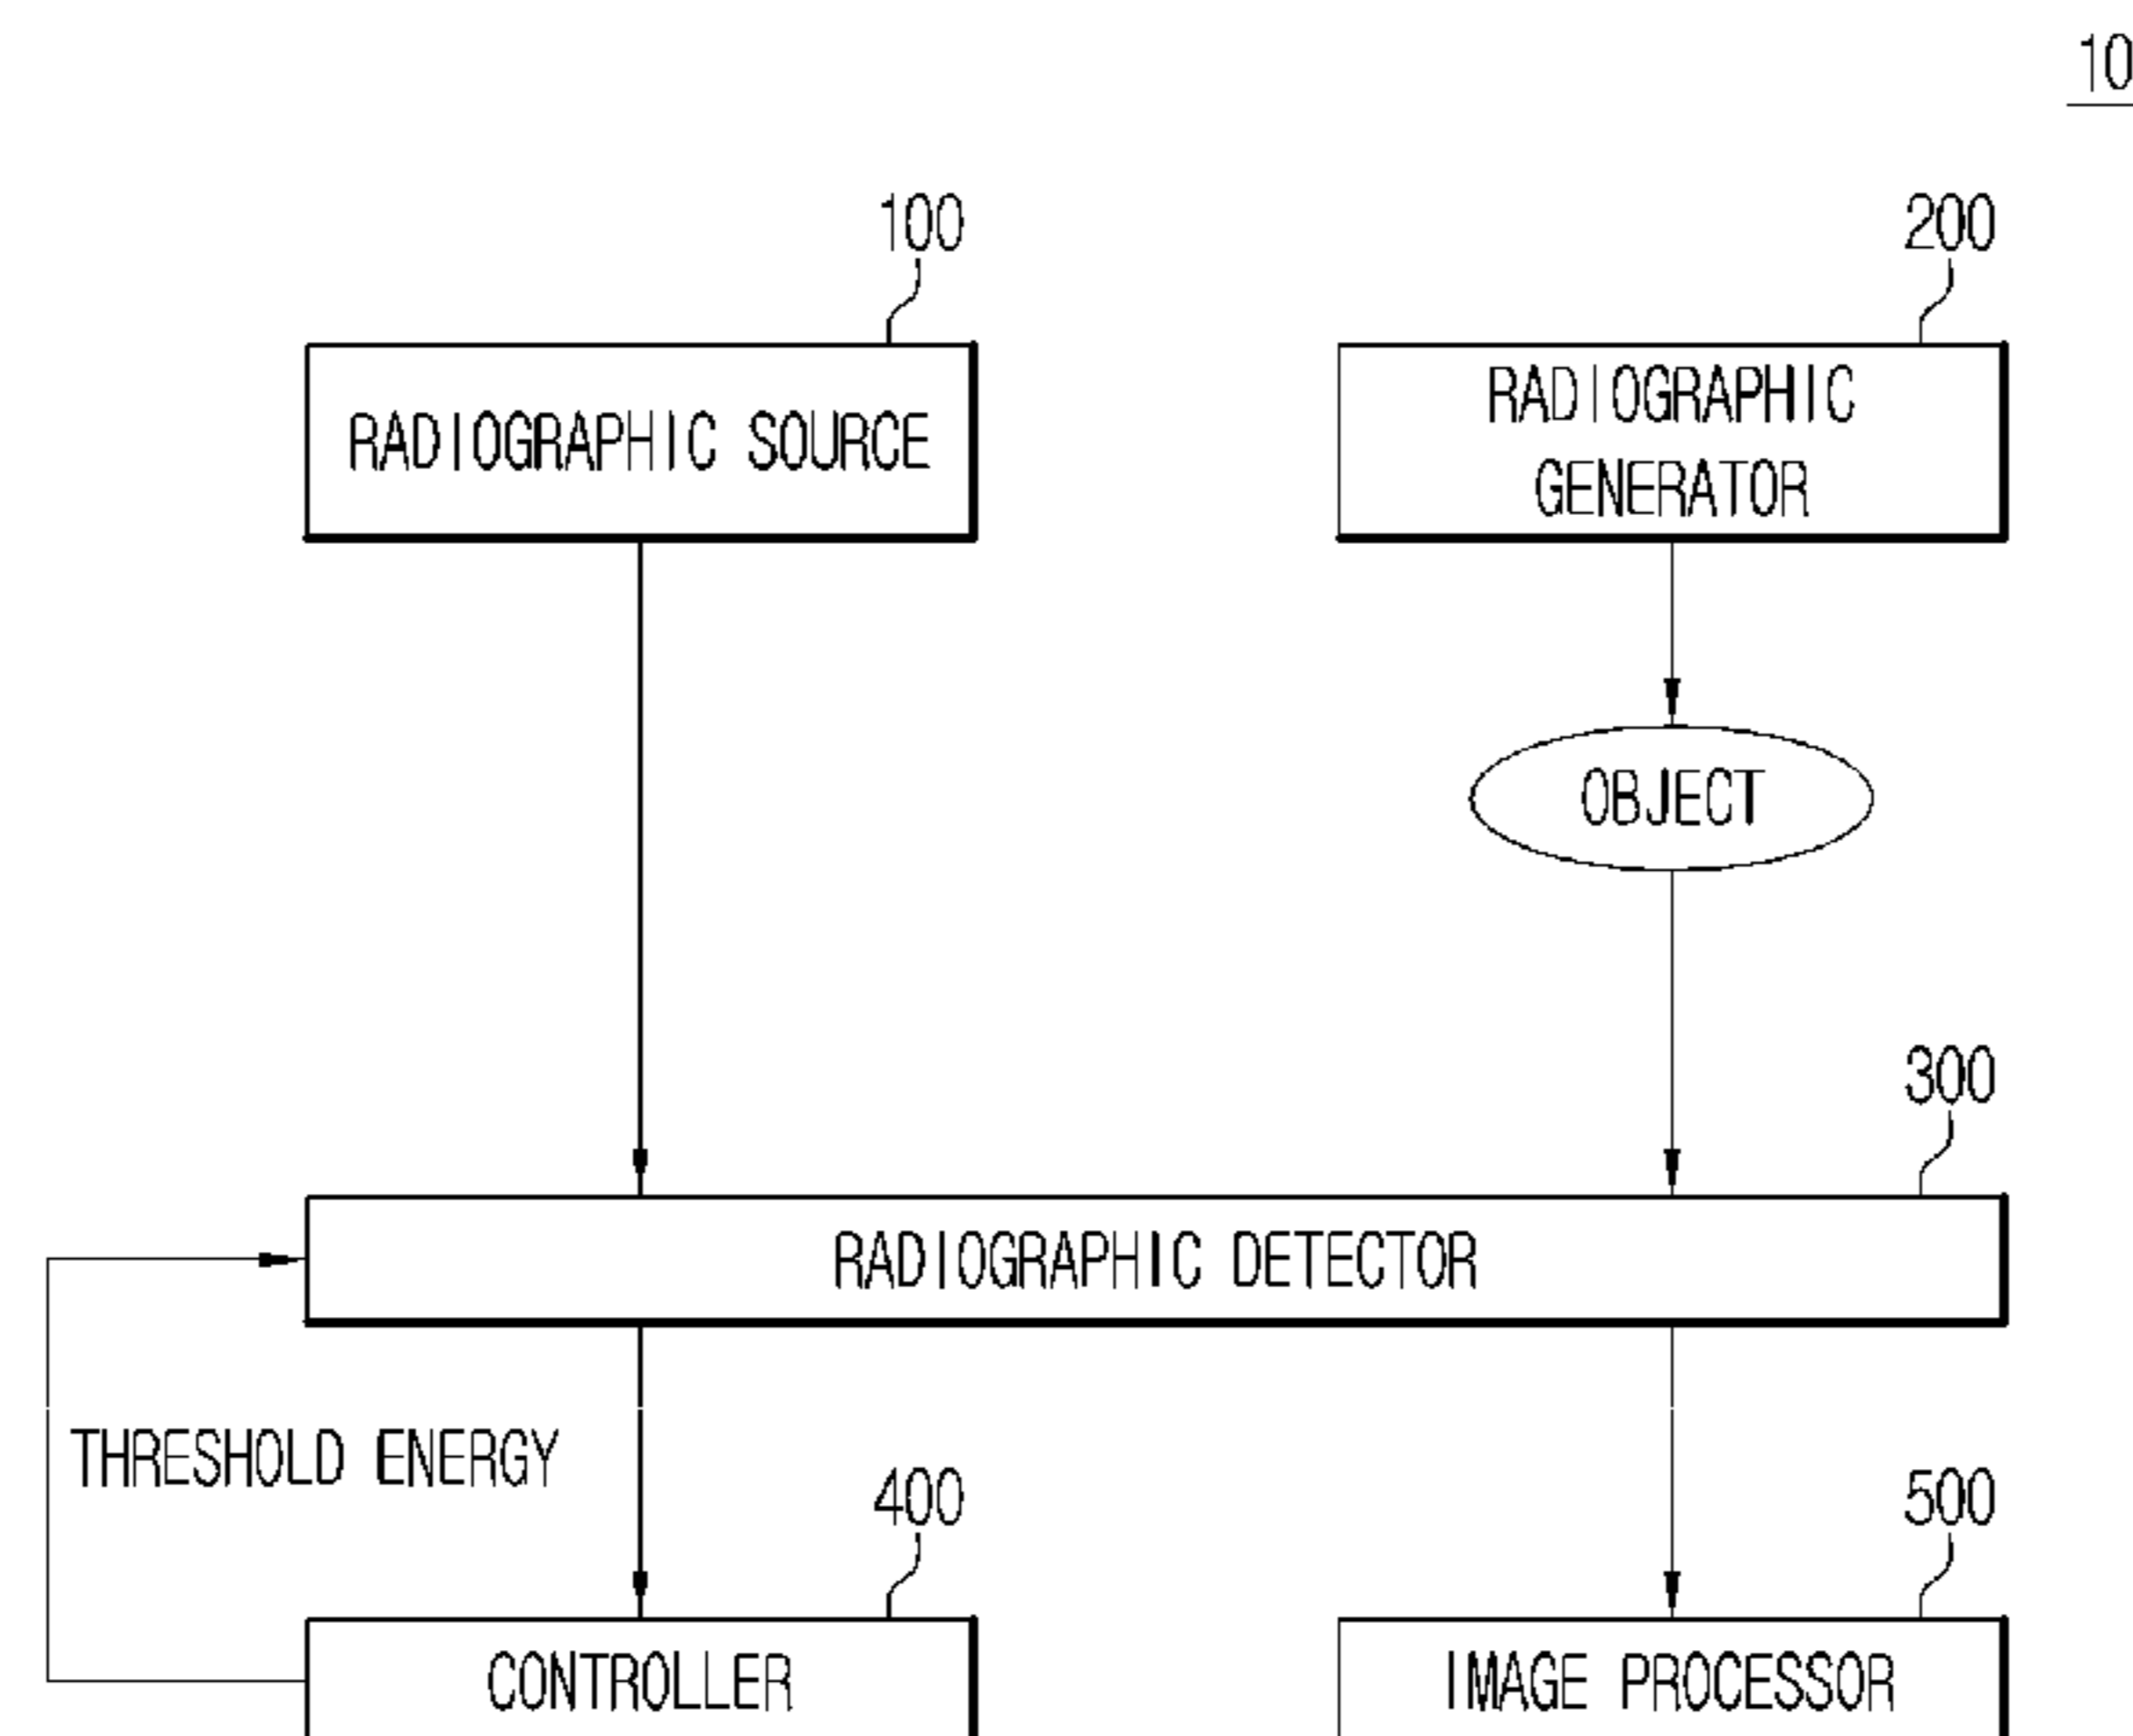 10
100
200
RADIOGRAPHIC SOURCE
RADIOGRAPHIC
GENERATOR
OBJECT
300
RADIOGRAPHIC DETECTOR
THRESHOLD ENERGY
400
500
CONTROLLER
IMAGE PROCESSOR